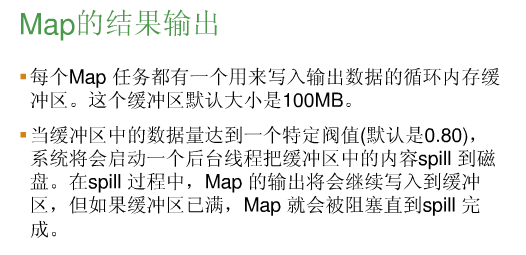 Map的结果输出
每个Map 任务都有一个用来写入输出数据的循环内存缓
冲区。这个缓冲区默认大小是100MB。
当缓冲区中的数据量达到一个特定阀值(默认是0.80)，
系统将会启动一个后台线程把缓冲区中的内容spill 到磁
盘。在spill 过程中，Map 的输出将会继续写入到缓冲
区，但如果缓冲区已满，Map 就会被阻塞直到spill 完
成。